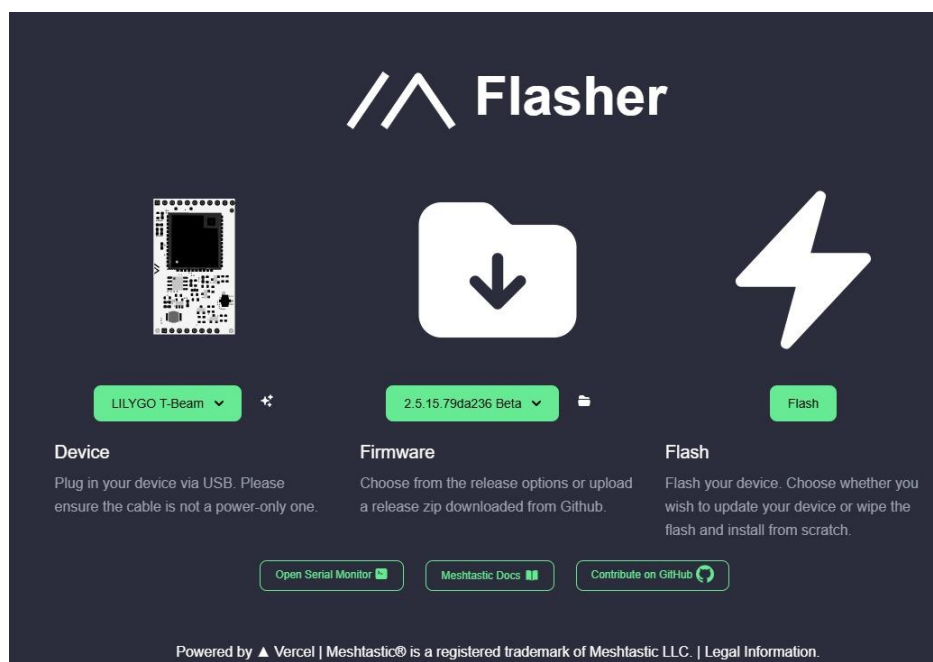 Flasher
LILYGO T-Beam
2.5.15.79da236 Beta
Flash
Device
Plug in your device via USB. Please
ensure the cable is not a power-only one.
Firmware
Choose from the release options or upload
a release zip downloaded from Github.
Flash
Flash your device. Choose whether you
wish to update your device or wipe the
flash and install from scratch.
Open Serial Monitor
Meshtastic Docs
Contribute on GitHub
Powered by ▲ Vercel | Meshtastic® is a registered trademark of Meshtastic LLC. | Legal Information.